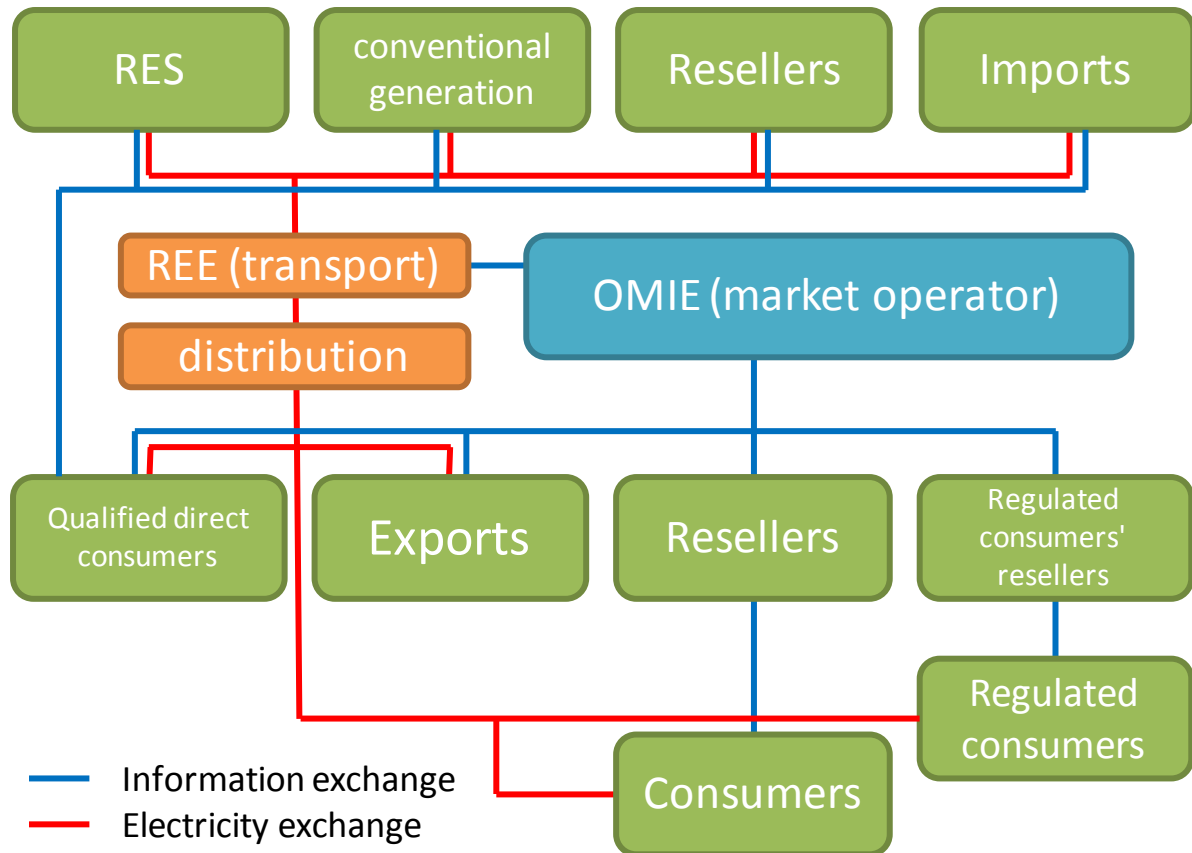 RES
conventional
generation
Resellers
Imports
REE (transport)
OMIE (market operator)
distribution
Qualified direct
consumers
Exports
Resellers
Regulated
consumers'
resellers
Regulated
consumers
Consumers
Information exchange
Electricity exchange